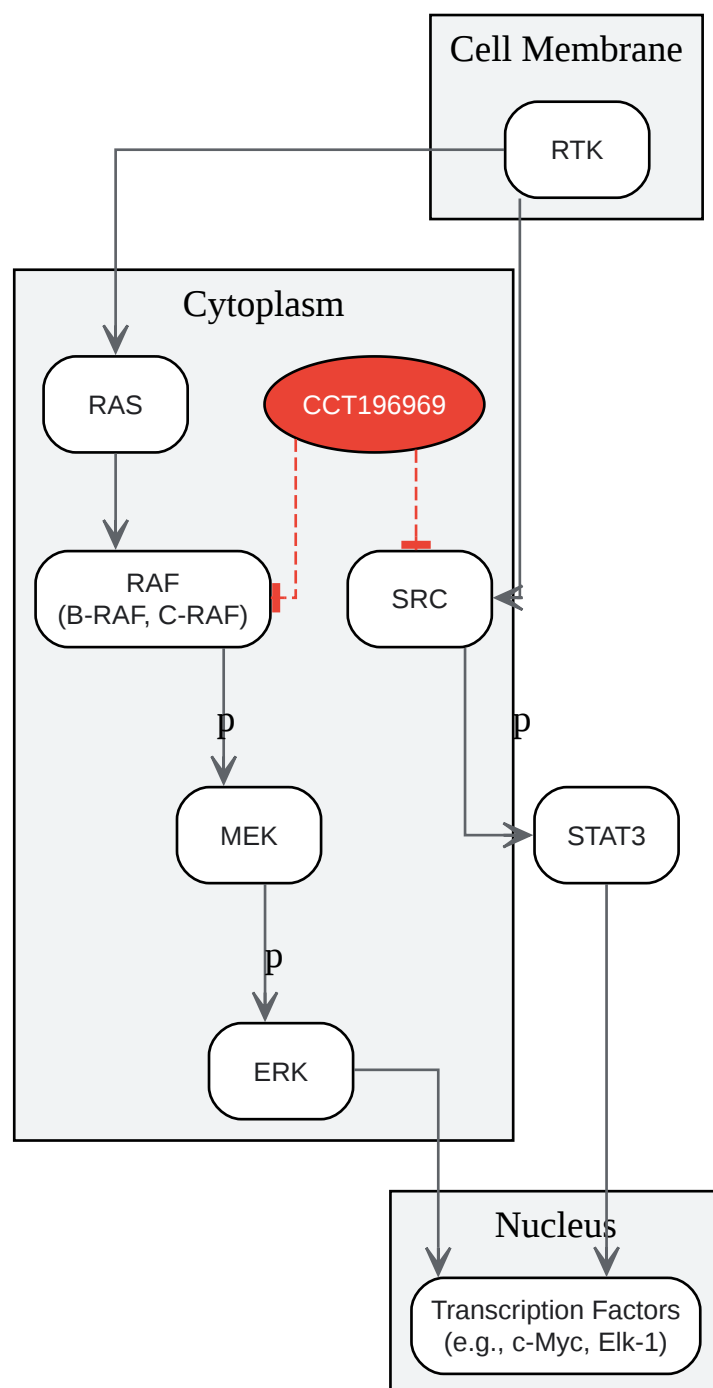 Cell Membrane
RTK
Cytoplasm
RAS
CCT196969
RAF
(B-RAF, C-RAF)
SRC
p
p
MEK
STAT3
p
ERK
Nucleus
Transcription Factors
(e.g., c-Myc, Elk-1)